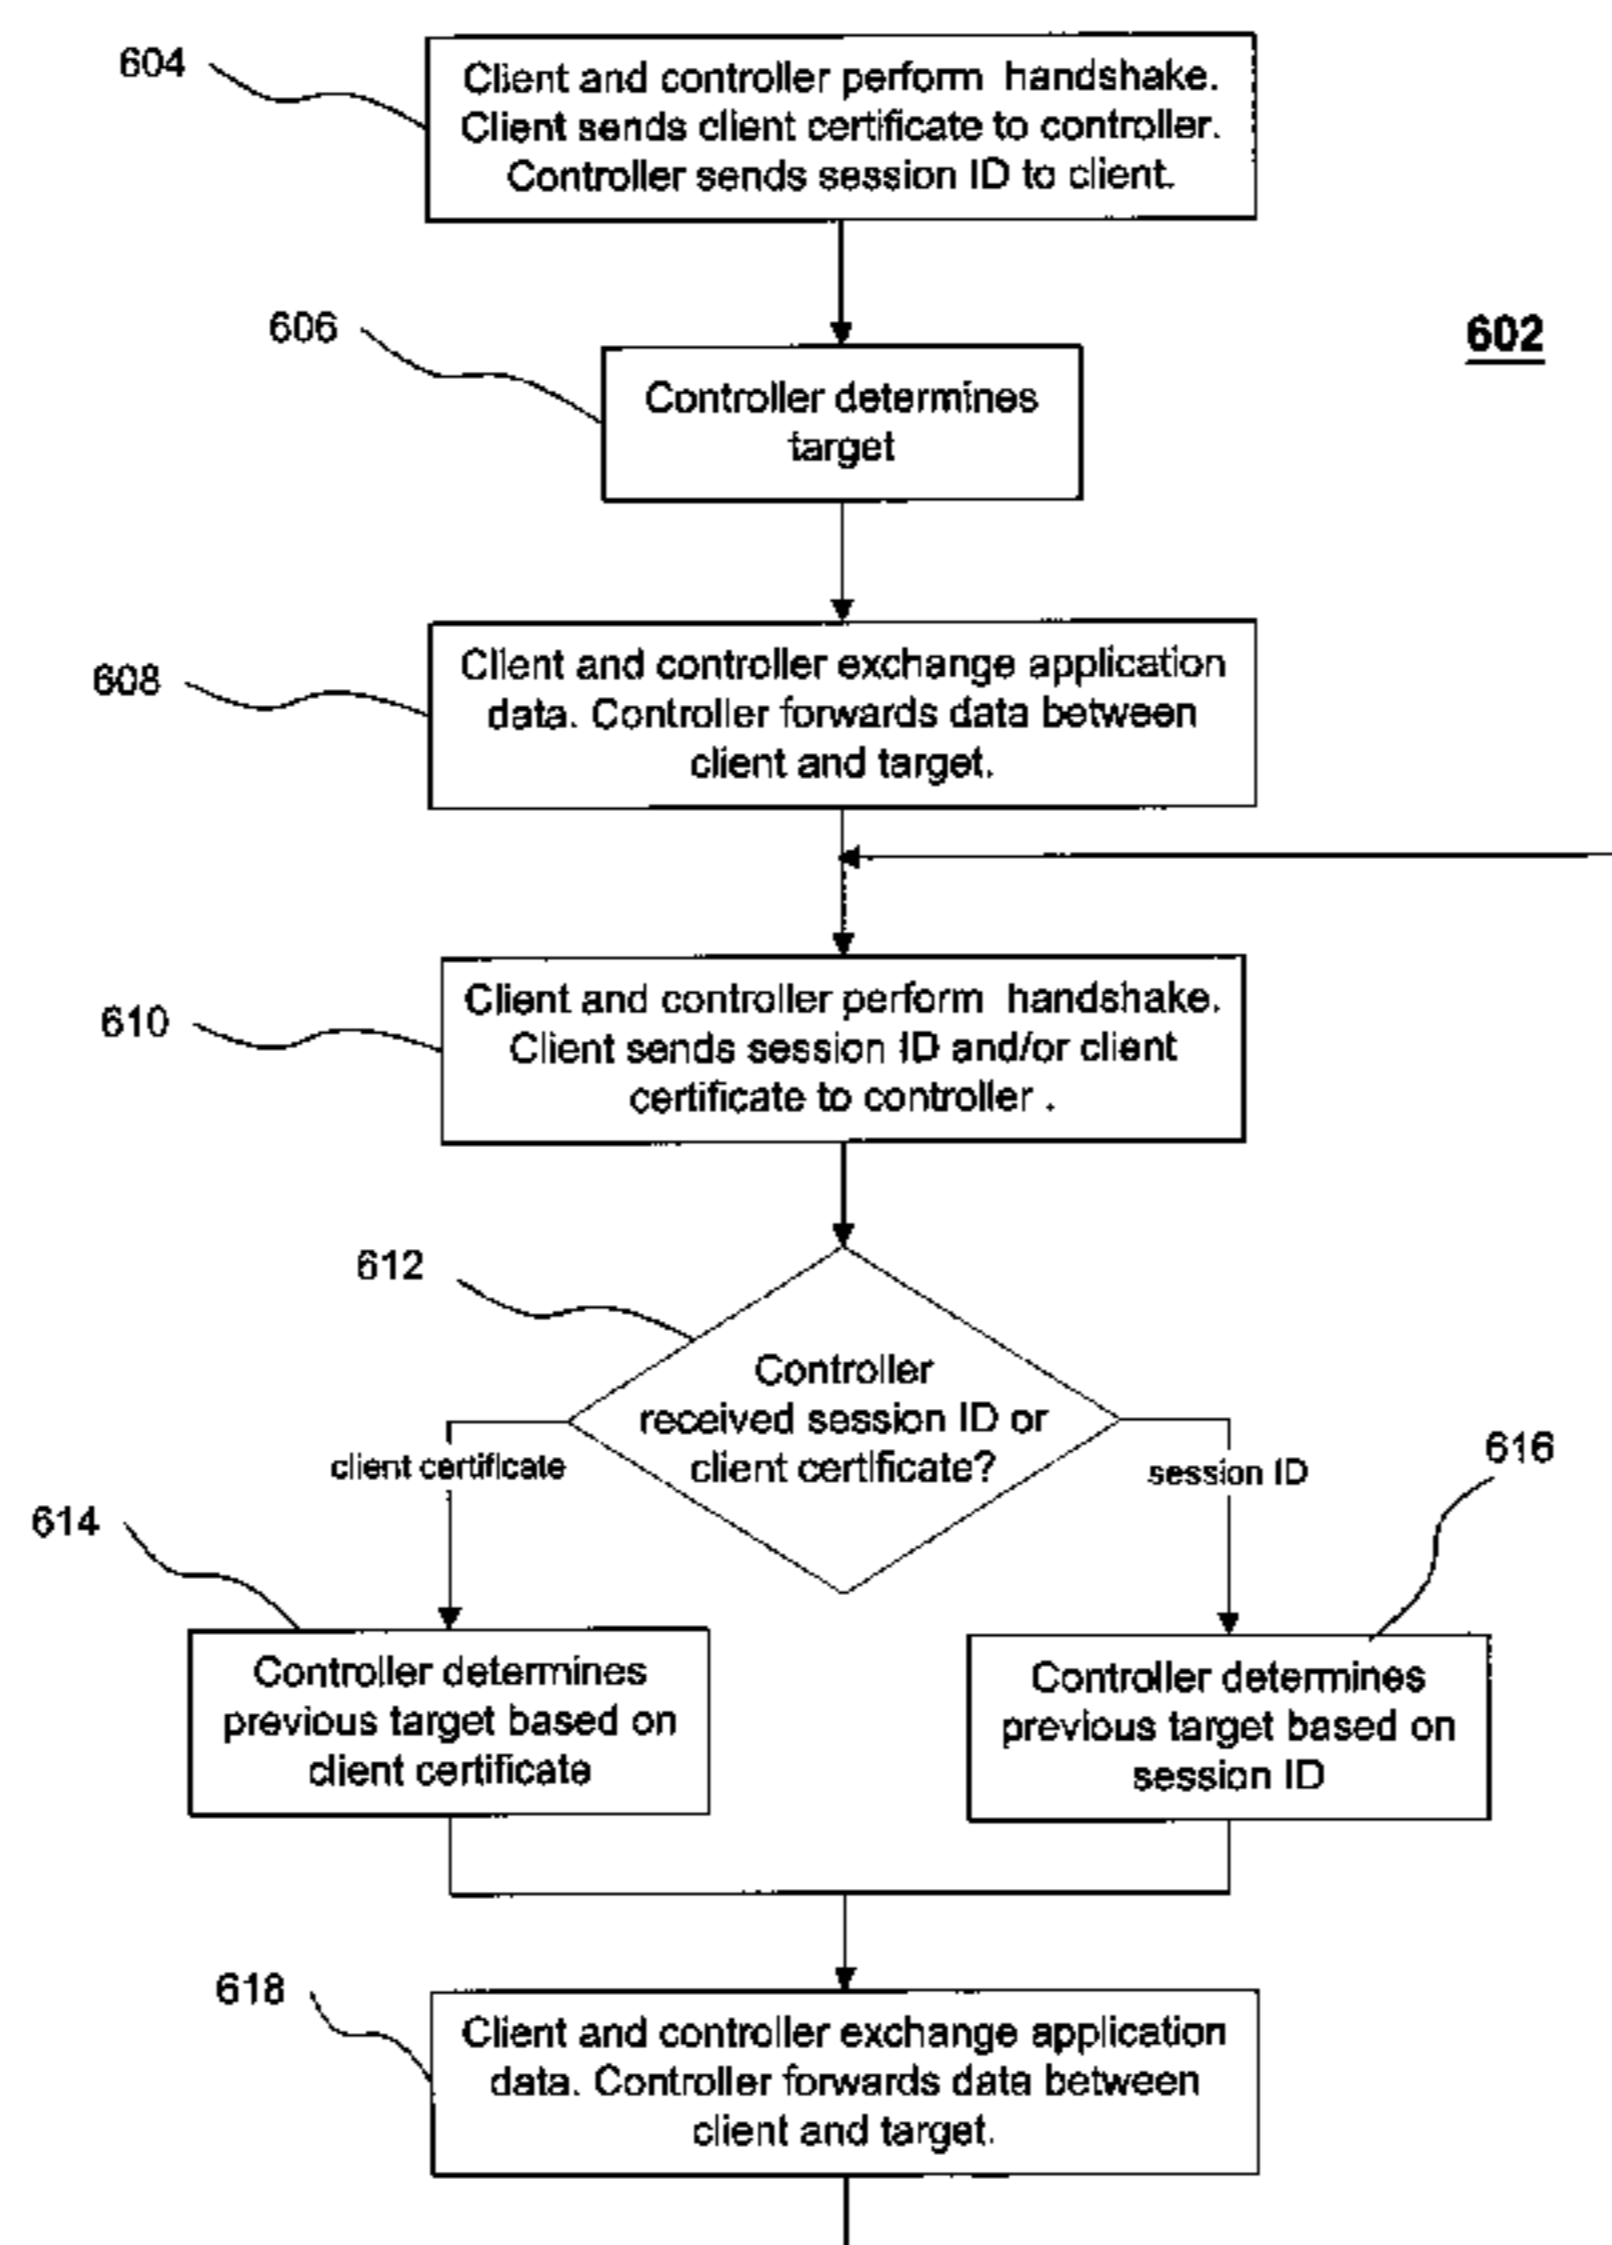 604
Client and controller perform handshake.
Client sends client certificate to controller.
Controller sends session ID to client.
606
602
Controller determines
target
608
Client and controller exchange application
data. Controller forwards data between
client and target.
610
Client and controller perform handshake.
Client sends session ID and/or client
certificate to controller .
612
Controller
received session ID or
client certificate?
client certificate
session ID
616
614
Controller determines
previous target based on
client certificate
Controller determines
previous target based on
session ID
618
Client and controller exchange application
data. Controller forwards data between
client and target.